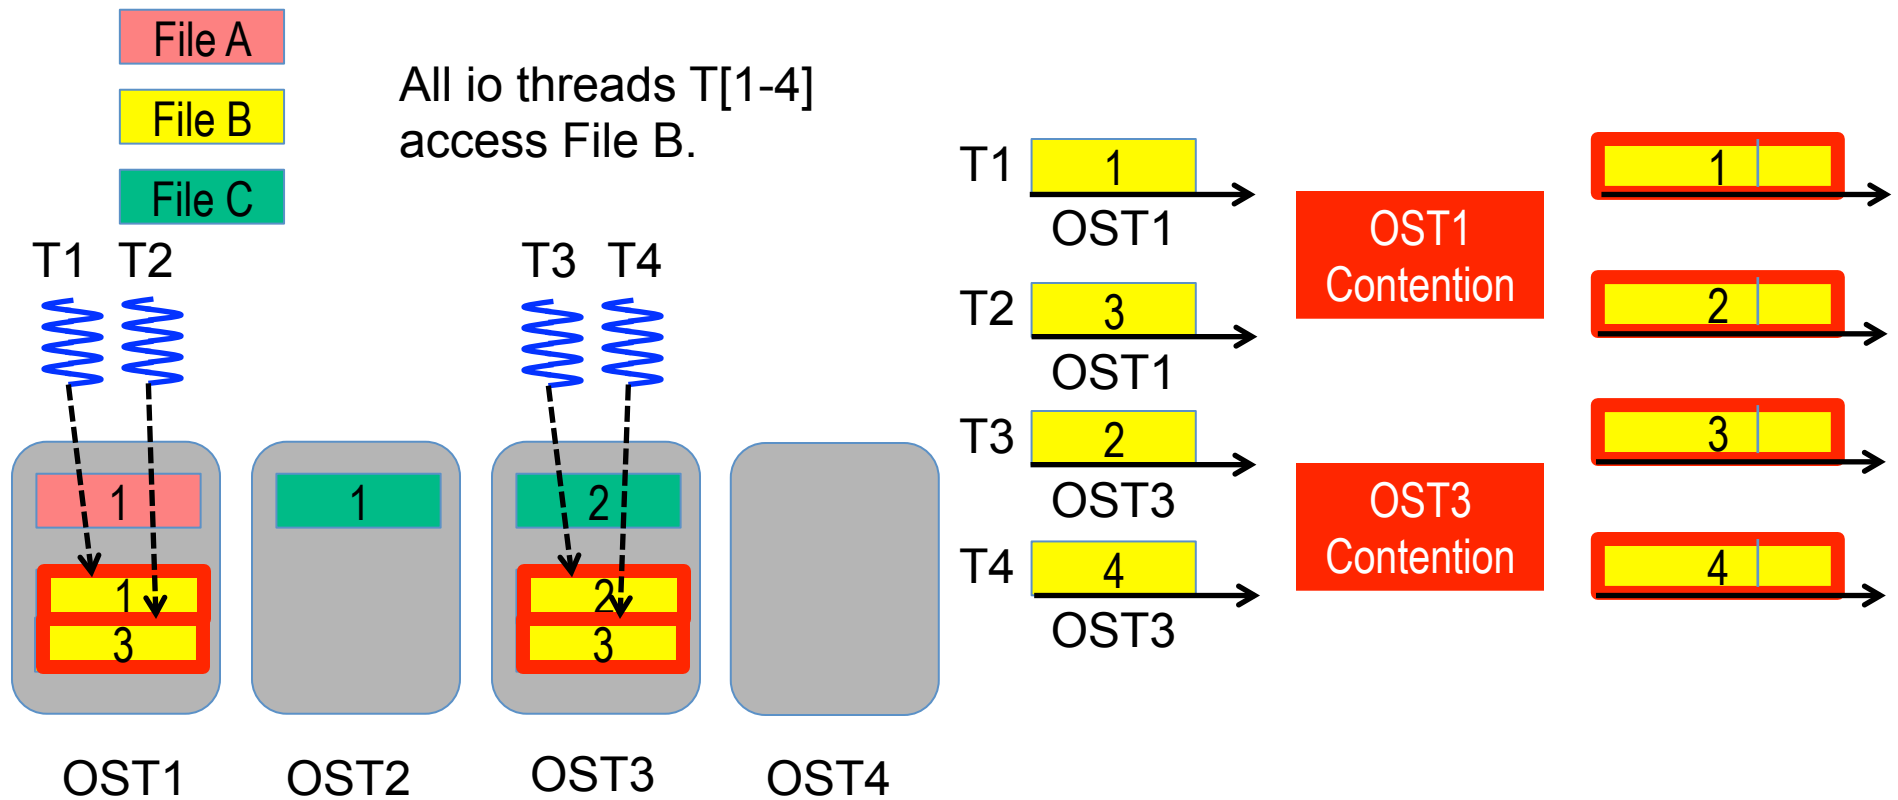 File A
File B
File C
All io threads T[1-4]
access File B.
T1 T2
T3 T4
1
1
3
1
2
2
3
OST1
OST2
OST3
OST4
T1
1
OST1
T2
3
OST1
T3
2
OST3
T4
4
OST3
OST1
Contention
OST3
Contention
1
2
3
4